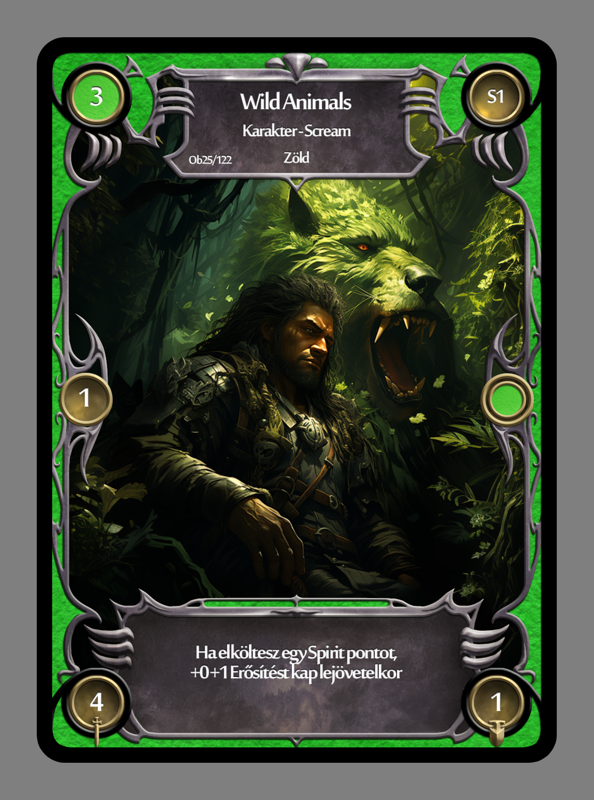 3
S1
Wild Animals
Karakter - Scream
Ob25/122
Zöld
1
Ha elköltesz egy Spirit pontot,
+0+1 Erősítést kap lejövetelkor
4
1